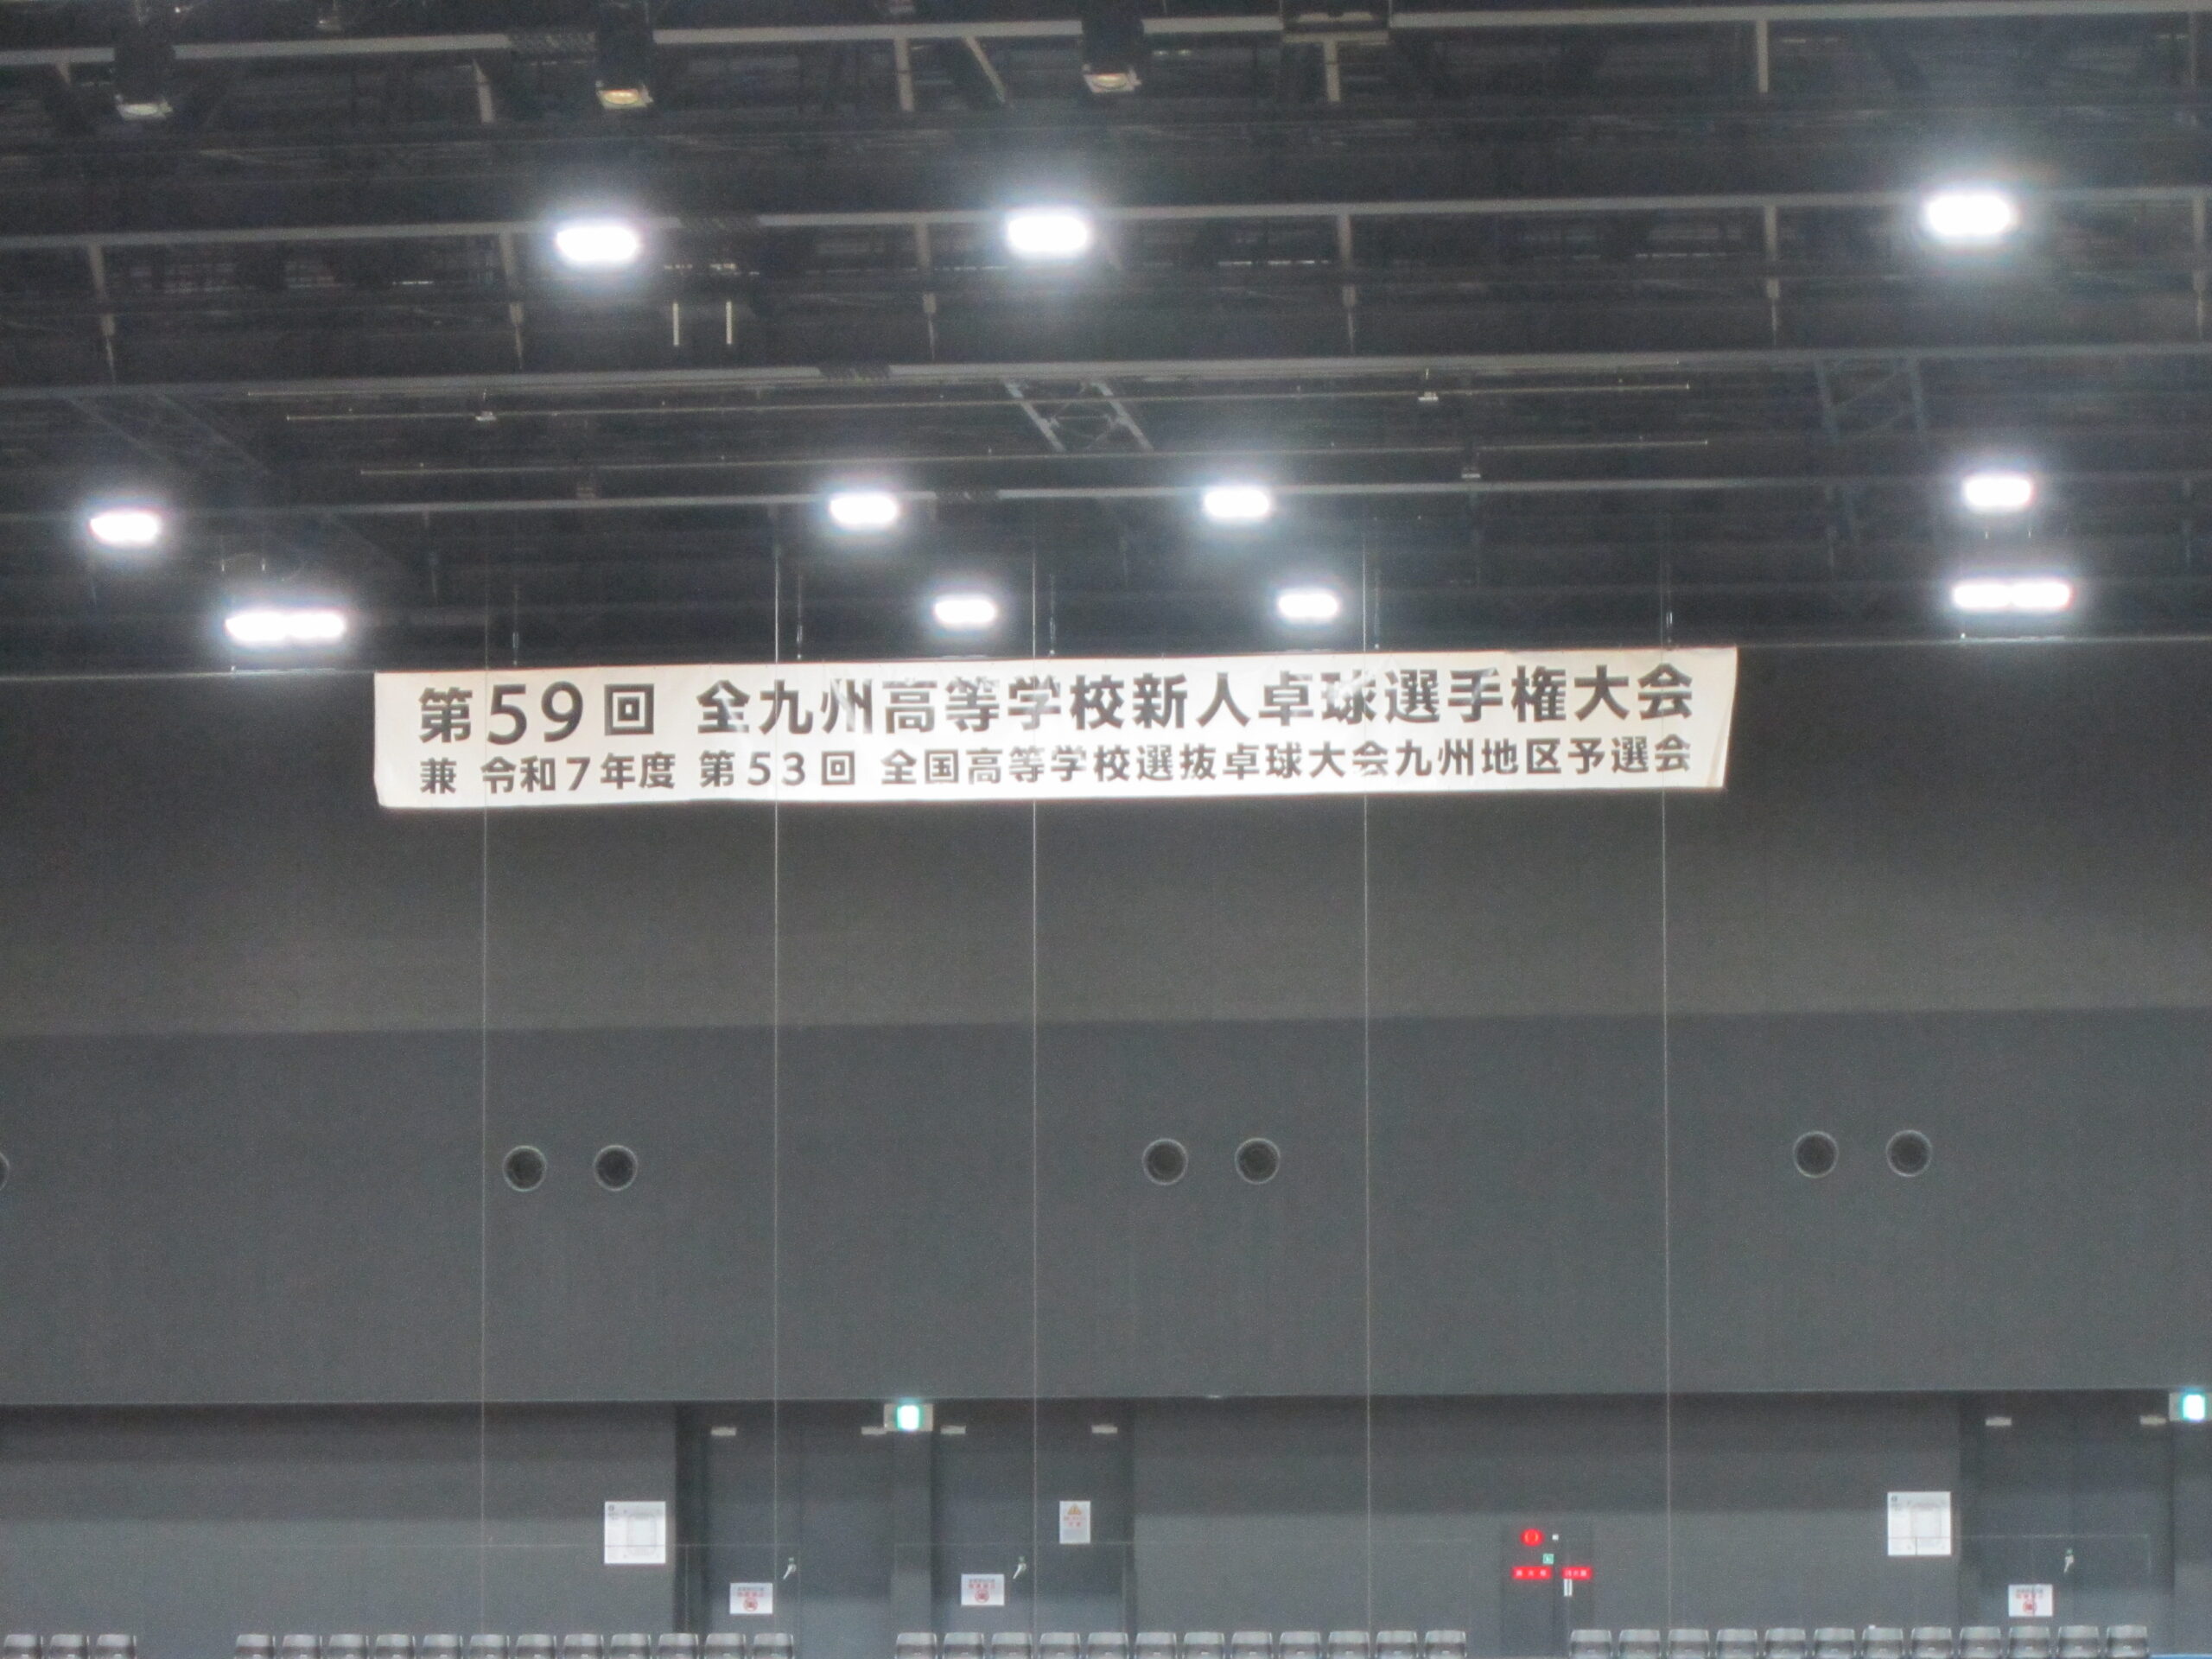 第59回 全九州高等学校新人卓球選手権大会
兼 令和7年度 第53回 全国高等学校選抜卓球大会九州地区予選会